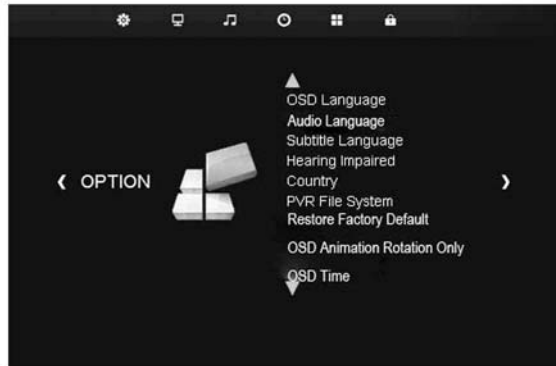 OSD Language
Audio Language
Subtitle Language
Hearing Impaired
OPTION
Country
PVR File System
Restore Factory Default
OSD Animation Rotation Only
OSD Time